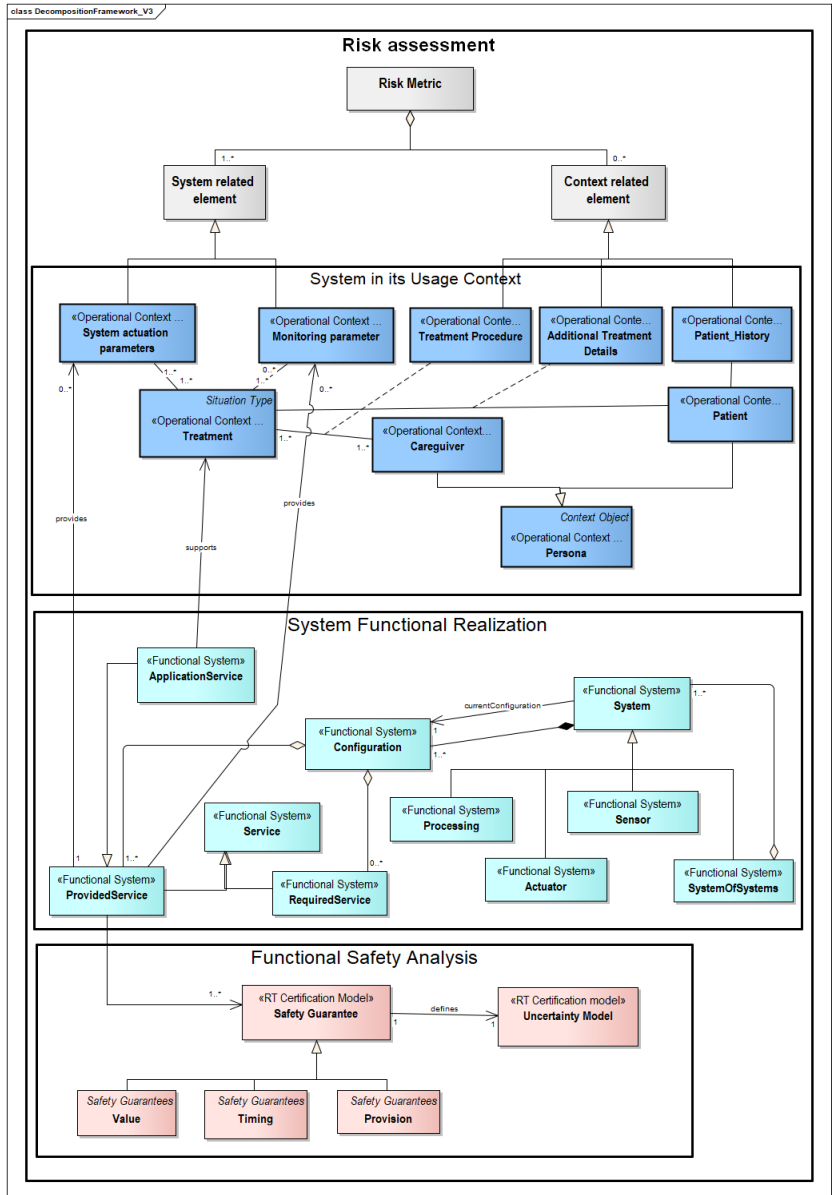 class DecompositionFramework_V3
Risk assessment
Risk Metric
1..*
0..*
System related
element
Context related
element
System in its Usage Context
«Operational Context ...
System actuation
parameters
«Operational Context ...
Monitoring parameter
«Operational Context ...
Treatment Procedure
«Operational Context ...
Additional Treatment
Details
«Operational Conte...
Patient_History
0..*
1..*
1..*
0..*
1..*
0..*
Situation Type
«Operational Context ...
Treatment
1..*
1..*
«Operational Context...
Careguiver
«Operational Conte...
Patient
Context Object
«Operational Context ...
Persona
provides
provides
supports
System Functional Realization
«Functional System»
ApplicationService
«Functional System»
System
1..*
currentConfiguration
1
1..*
«Functional System»
Configuration
«Functional System»
Service
«Functional System»
Processing
«Functional System»
Sensor
1
1..*
0..*
«Functional System»
ProvidedService
«Functional System»
RequiredService
«Functional System»
Actuator
«Functional System»
SystemOfSystems
Functional Safety Analysis
1..*
«RT Certification Model»
Safety Guarantee
defines
1
1
«RT Certification model»
Uncertainty Model
Safety Guarantees
Value
Safety Guarantees
Timing
Safety Guarantees
Provision